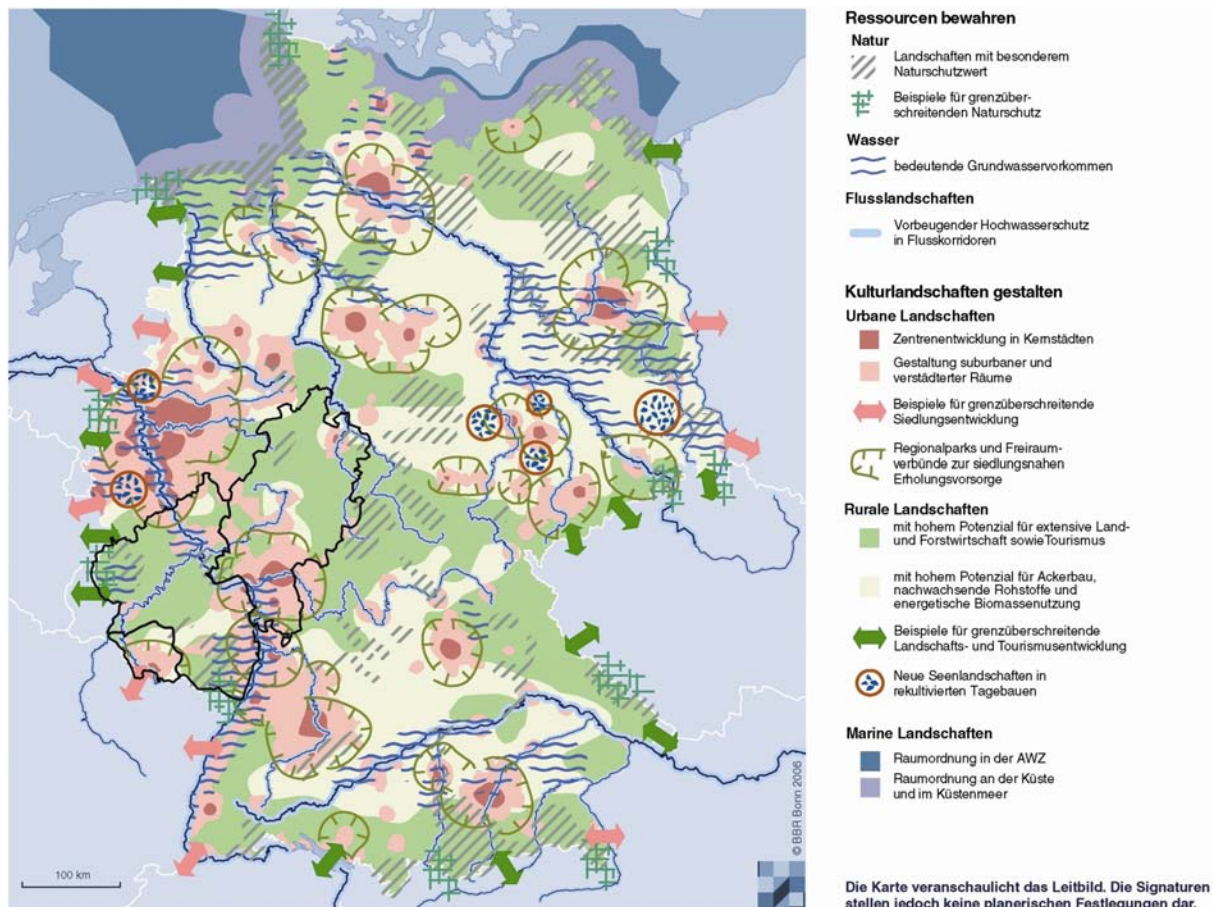 Ressourcen bewahren
Natur
Landschaften mit besonderem
Naturschutzwert
Beispiele für grenzüber-
schreitenden Naturschutz
Wasser
bedeutende Grundwasservorkommen
Flusslandschaften
Vorbeugender Hochwasserschutz
in Flusskorridoren
Kulturlandschaften gestalten
Urbane Landschaften
Zentrenentwicklung in Kernstädten
Gestaltung suburbaner und
verstädterter Räume
Beispiele für grenzüberschreitende
Siedlungsentwicklung
Regionalparks und Freiraum-
verbünde zur siedlungsnahen
Erholungsvorsorge
Rurale Landschaften
mit hohem Potenzial für extensive Land-
und Forstwirtschaft sowieTourismus
mit hohem Potenzial für Ackerbau,
nachwachsende Rohstoffe und
energetische Biomassenutzung
Beispiele für grenzüberschreitende
Landschafts- und Tourismusentwicklung
Neue Seenlandschaften in
rekultivierten Tagebauen
Marine Landschaften
Raumordnung in der AWZ
Raumordnung an der Küste
und im Küstenmeer
Die Karte veranschaulicht das Leitbild. Die Signaturen
stellen jedoch keine planerischen Festlegungen dar.
100 km
© BBR Bonn 2006